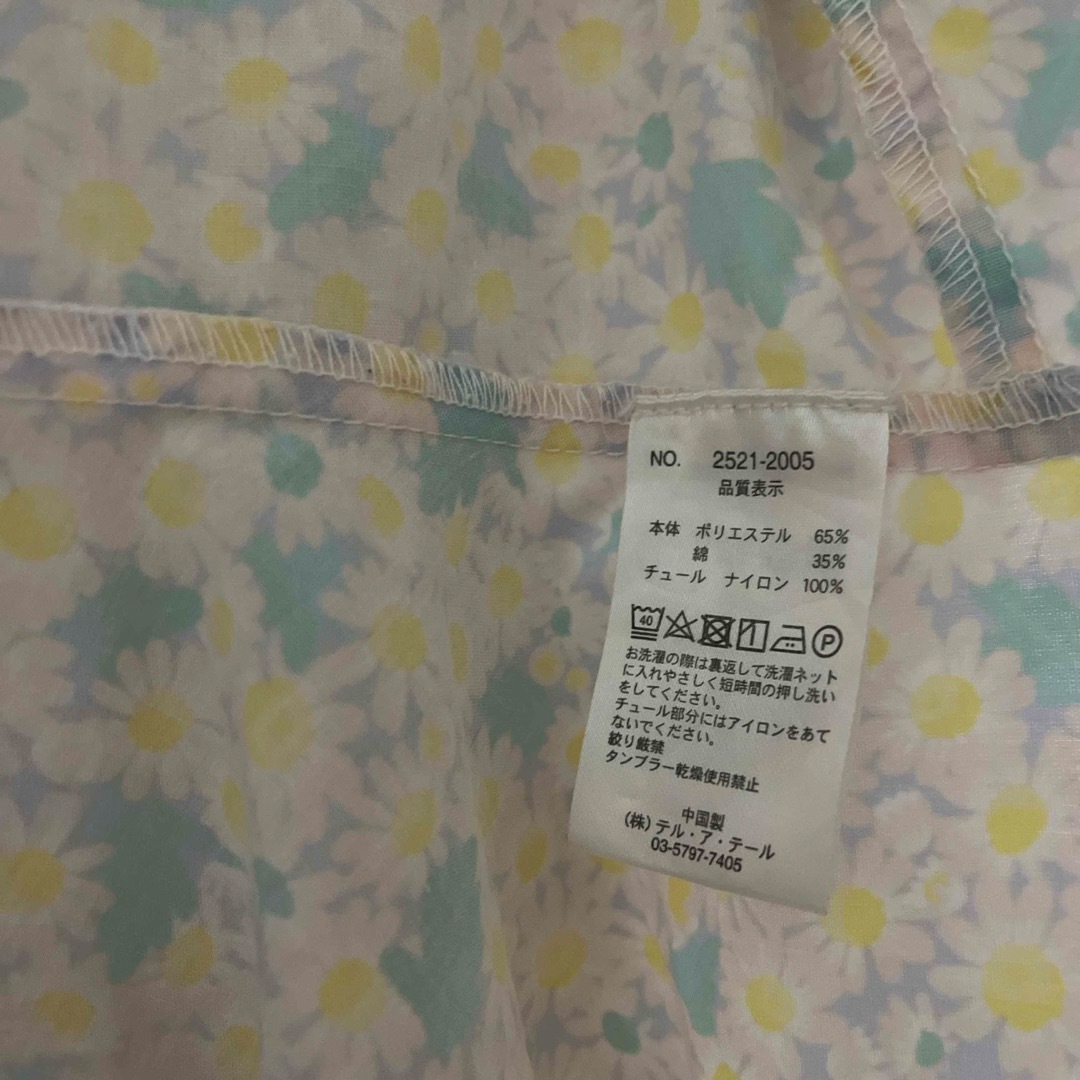 NO. 2521-2005
品質表示
本体 ポリエステル 65%
綿 35%
チュール ナイロン 100%
40 P
お洗濯の際は裏返して洗濯ネット
に入れやさしく短時間の押し洗い
をしてください。
チュール部分にはアイロンをあて
ないでください。
絞り厳禁
タンブラー乾燥使用禁止
中国製
(株)テル・ア・テール
03-5797-7405